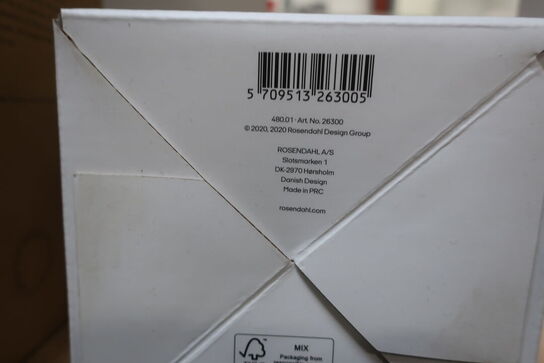 5 709513 263005
480.01 · Art. No. 26300
© 2020, 2020 Rosendahl Design Group
ROSENDAHL A/S
Slotsmarken 1
DK-2970 Hørsholm
Danish Design
Made in PRC
rosendahl.com
MIX
Packaging from